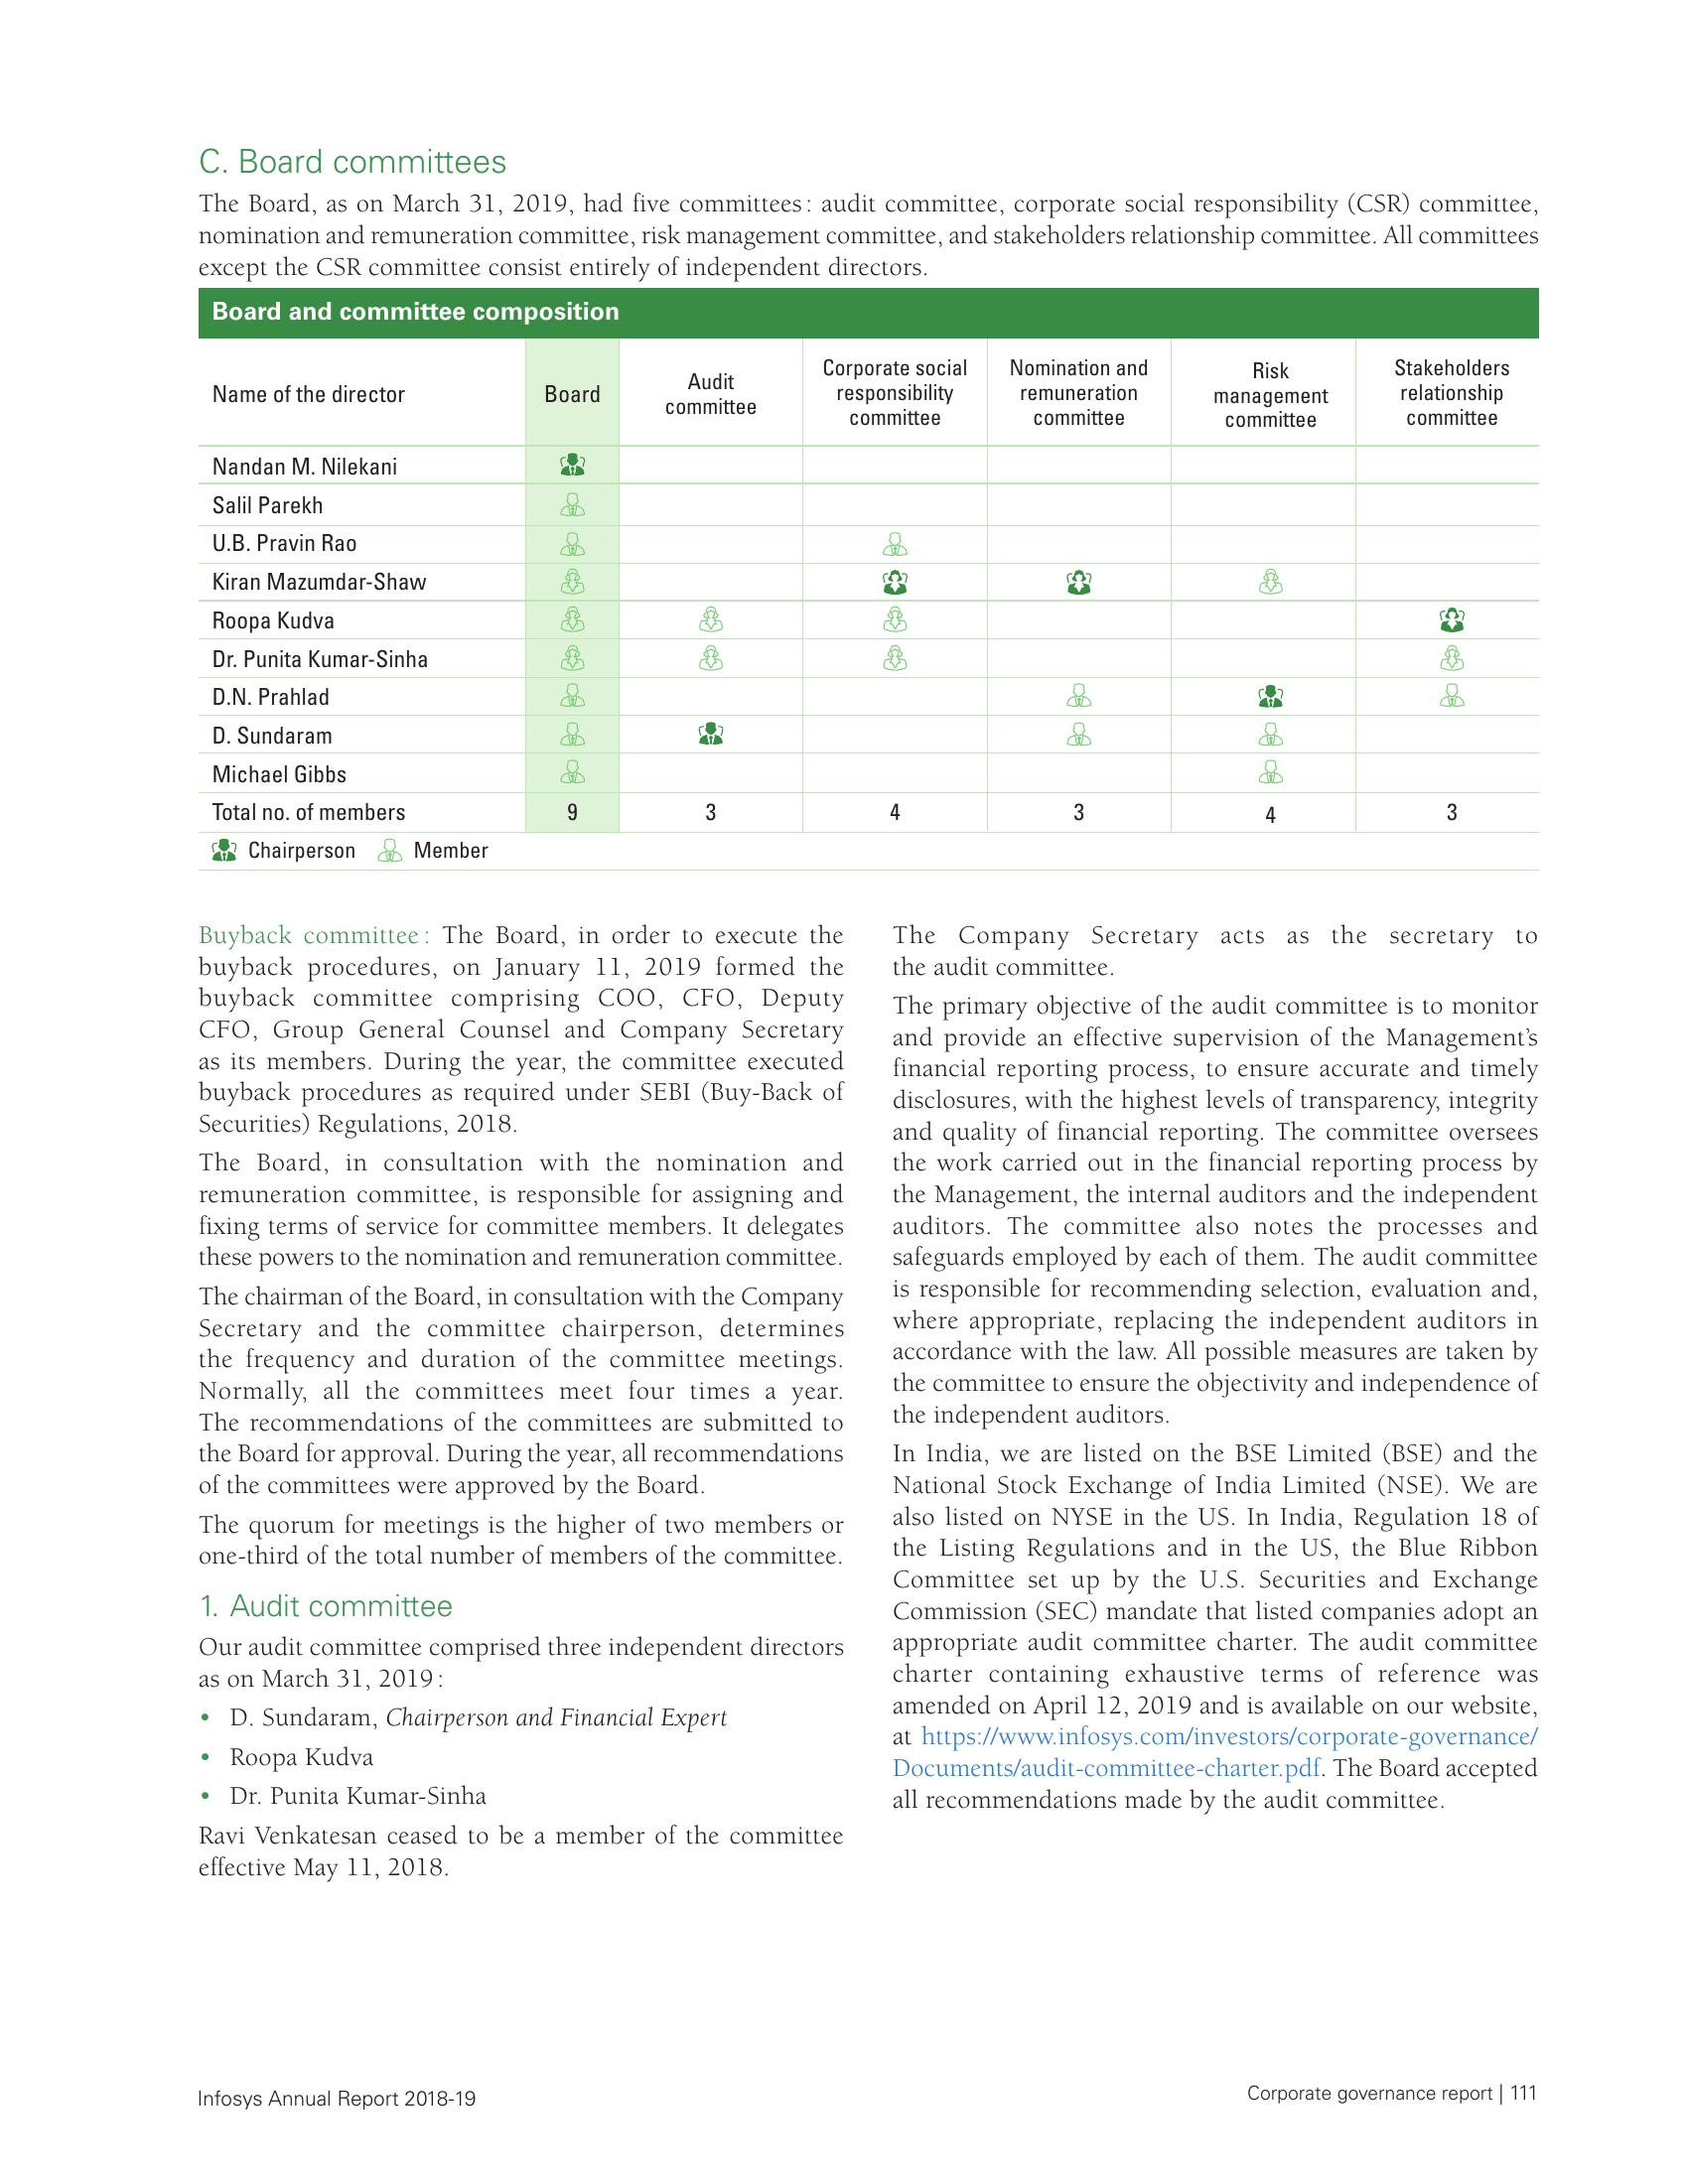 C. Board committees
The Board, as on March 31, 2019, had five committees: audit committee, corporate social responsibility (CSR) committee,
nomination and remuneration committee, risk management committee, and stakeholders relationship committee. All committees
except the CSR committee consist entirely of independent directors.
Board and committee composition
Name of the director Board Audit committee Corporate social responsibility committee Nomination and remuneration committee Risk management committee Stakeholders relationship committee
Nandan M. Nilekani
Salil Parekh
U.B. Pravin Rao
Kiran Mazumdar-Shaw
Roopa Kudva
Dr. Punita Kumar-Sinha
D.N. Prahlad
D. Sundaram
Michael Gibbs
Total no. of members 9 3 4 3 4 3
Chairperson Member
Buyback committee: The Board, in order to execute the
buyback procedures, on January 11, 2019 formed the
buyback committee comprising COO, CFO, Deputy
CFO, Group General Counsel and Company Secretary
as its members. During the year, the committee executed
buyback procedures as required under SEBI (Buy-Back of
Securities) Regulations, 2018.
The Board, in consultation with the nomination and
remuneration committee, is responsible for assigning and
fixing terms of service for committee members. It delegates
these powers to the nomination and remuneration committee.
The chairman of the Board, in consultation with the Company
Secretary and the committee chairperson, determines
the frequency and duration of the committee meetings.
Normally, all the committees meet four times a year.
The recommendations of the committees are submitted to
the Board for approval. During the year, all recommendations
of the committees were approved by the Board.
The quorum for meetings is the higher of two members or
one-third of the total number of members of the committee.
1. Audit committee
Our audit committee comprised three independent directors
as on March 31, 2019:
• D. Sundaram, Chairperson and Financial Expert
• Roopa Kudva
• Dr. Punita Kumar-Sinha
Ravi Venkatesan ceased to be a member of the committee
effective May 11, 2018.
The Company Secretary acts as the secretary to
the audit committee.
The primary objective of the audit committee is to monitor
and provide an effective supervision of the Management’s
financial reporting process, to ensure accurate and timely
disclosures, with the highest levels of transparency, integrity
and quality of financial reporting. The committee oversees
the work carried out in the financial reporting process by
the Management, the internal auditors and the independent
auditors. The committee also notes the processes and
safeguards employed by each of them. The audit committee
is responsible for recommending selection, evaluation and,
where appropriate, replacing the independent auditors in
accordance with the law. All possible measures are taken by
the committee to ensure the objectivity and independence of
the independent auditors.
In India, we are listed on the BSE Limited (BSE) and the
National Stock Exchange of India Limited (NSE). We are
also listed on NYSE in the US. In India, Regulation 18 of
the Listing Regulations and in the US, the Blue Ribbon
Committee set up by the U.S. Securities and Exchange
Commission (SEC) mandate that listed companies adopt an
appropriate audit committee charter. The audit committee
charter containing exhaustive terms of reference was
amended on April 12, 2019 and is available on our website,
at https://www.infosys.com/investors/corporate-governance/
Documents/audit-committee-charter.pdf. The Board accepted
all recommendations made by the audit committee.
Infosys Annual Report 2018-19
Corporate governance report | 111